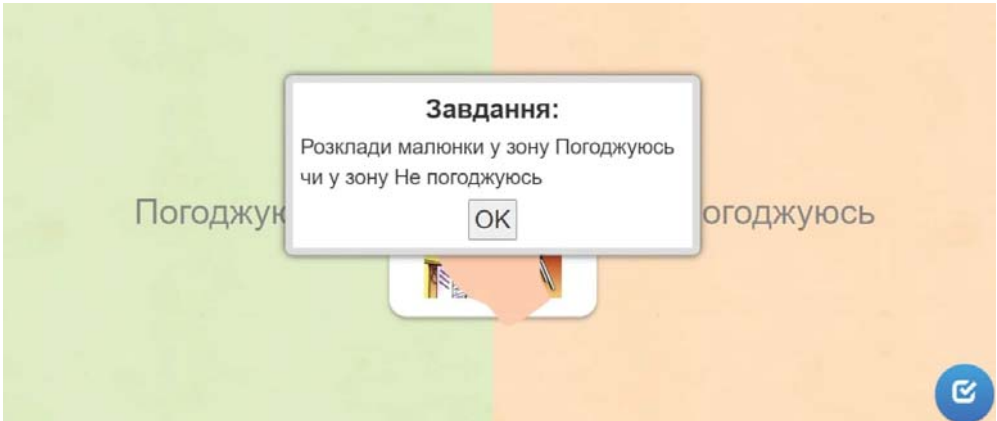 Завдання:
Розклади малюнки у зону Погоджуюсь
чи у зону Не погоджуюсь
OK